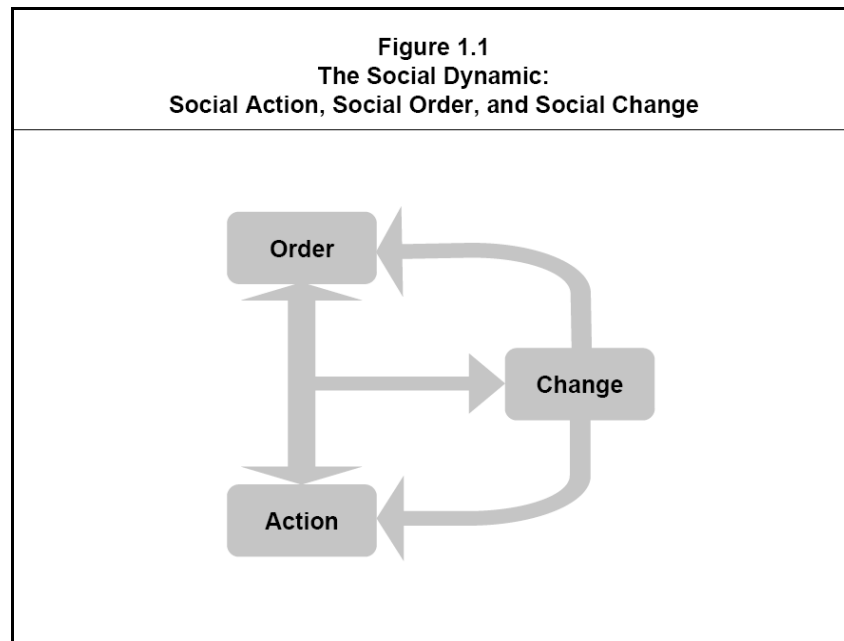 Figure 1.1
The Social Dynamic:
Social Action, Social Order, and Social Change
Order
Change
Action